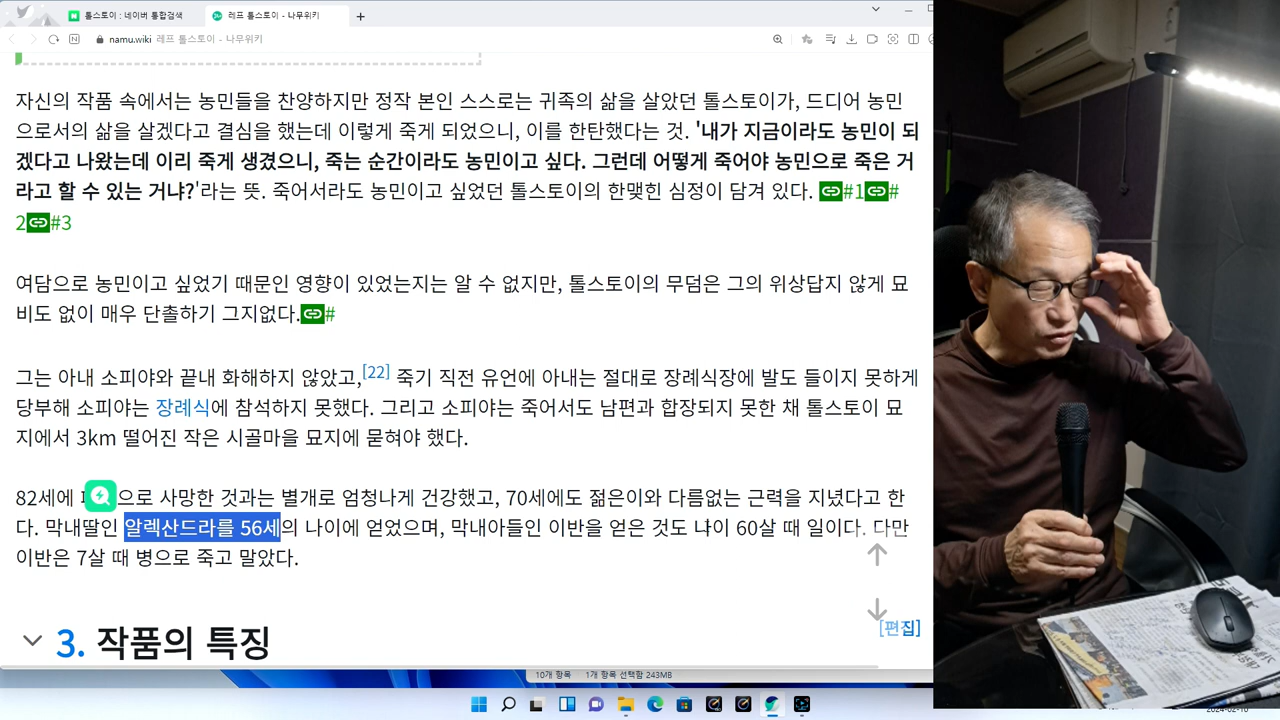 톨스토이 : 네이버 통합검색
레프 톨스토이 - 나무위키
namu.wiki 레프 톨스토이 - 나무위키
자신의 작품 속에서는 농민들을 찬양하지만 정작 본인 스스로는 귀족의 삶을 살았던 톨스토이가, 드디어 농민
으로서의 삶을 살겠다고 결심을 했는데 이렇게 죽게 되었으니, 이를 한탄했다는 것. '내가 지금이라도 농민이 되
겠다고 나왔는데 이리 죽게 생겼으니, 죽는 순간이라도 농민이고 싶다. 그런데 어떻게 죽어야 농민으로 죽은 거
라고 할 수 있는 거냐?'라는 뜻. 죽어서라도 농민이고 싶었던 톨스토이의 한맺힌 심정이 담겨 있다. #1#
2#3
여담으로 농민이고 싶었기 때문인 영향이 있었는지는 알 수 없지만, 톨스토이의 무덤은 그의 위상답지 않게 묘
비도 없이 매우 단촐하기 그지없다.#
그는 아내 소피야와 끝내 화해하지 않았고,[22] 죽기 직전 유언에 아내는 절대로 장례식장에 발도 들이지 못하게
당부해 소피야는 장례식에 참석하지 못했다. 그리고 소피야는 죽어서도 남편과 합장되지 못한 채 톨스토이 묘
지에서 3km 떨어진 작은 시골마을 묘지에 묻혀야 했다.
82세에 으로 사망한 것과는 별개로 엄청나게 건강했고, 70세에도 젊은이와 다름없는 근력을 지녔다고 한
다. 막내딸인 알렉산드라를 56세의 나이에 얻었으며, 막내아들인 이반을 얻은 것도 60살 때 일이다. 다만
이반은 7살 때 병으로 죽고 말았다.
3. 작품의 특징
[편집]
10개 항목 1개 항목 선택함 243MB